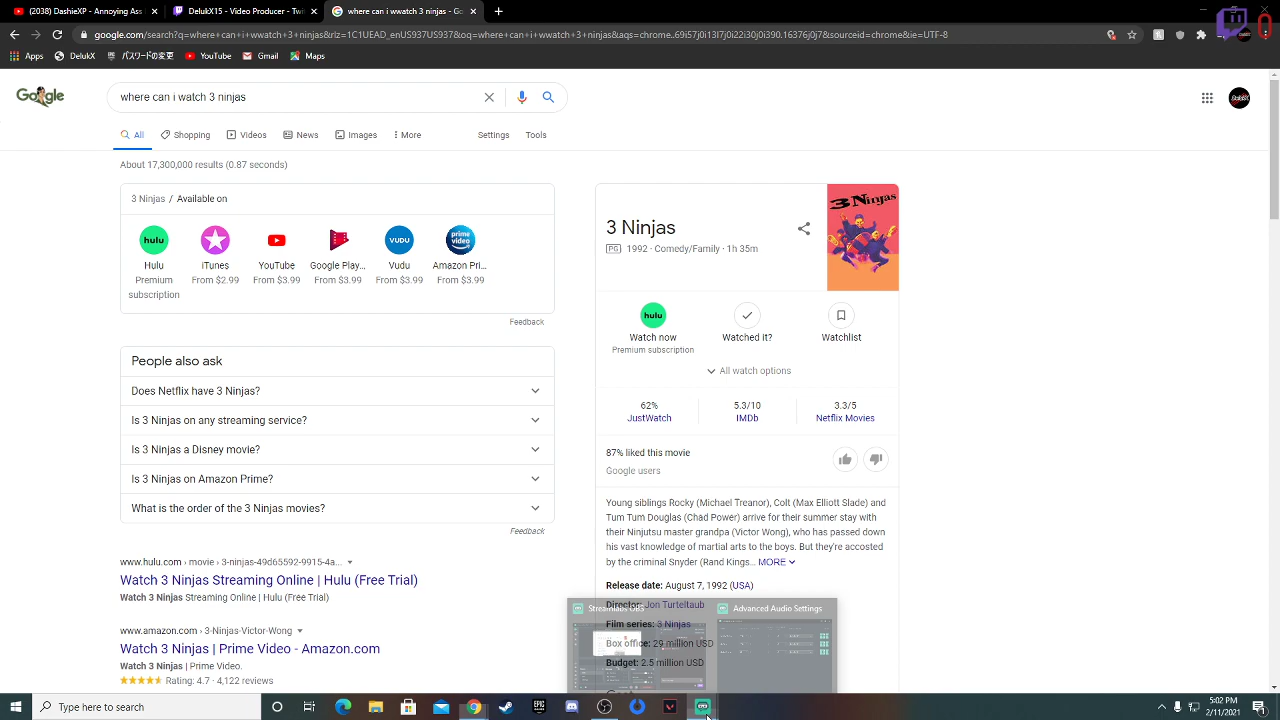 (2038) DashieXP - Annoying Ass
DelukX15 - Video Producer - Twi
where can i wwatch 3 ninjas - Go
google.com/search?q=where+can+i+wwatch+3+ninjas&rlz=1C1UEAD_enUS937US937&oq=where+can+i+wwatch+3+ninjas&aqs=chrome..69i57j0i13l7j0i22i30j0i390.16376j0j7&sourceid=chrome&ie=UTF-8
Apps DelukX パスワードの変更 YouTube Gmail Maps
Google where can i watch 3 ninjas
All Shopping Videos News Images More Settings Tools
About 17,300,000 results (0.87 seconds)
3 Ninjas / Available on
hulu VUDU prime video
Hulu iTunes YouTube Google Play... Vudu Amazon Pri...
Premium subscription From $2.99 From $3.99 From $3.99 From $3.99 From $3.99
Feedback
People also ask
Does Netflix have 3 Ninjas?
Is 3 Ninjas on any streaming service?
Is 3 Ninjas a Disney movie?
Is 3 Ninjas on Amazon Prime?
What is the order of the 3 Ninjas movies?
Feedback
www.hulu.com › movie › 3-ninjas-49d65592-9915-4a...
Watch 3 Ninjas Streaming Online | Hulu (Free Trial)
Watch 3 Ninjas Streaming Online | Hulu (Free Trial)
www.amazon.com › 3-Ninjas-Victor-Wong
Watch 3 Ninjas | Prime Video - Amazon.com
Watch 3 Ninjas | Prime Video.
Rating: 4.7 - 4,122 reviews
3 Ninjas
3 Ninjas
PG 1992 · Comedy/Family · 1h 35m
hulu
Watch now Watched it? Watchlist
Premium subscription
All watch options
62% 5.3/10 3.3/5
JustWatch IMDb Netflix Movies
87% liked this movie
Google users
Young siblings Rocky (Michael Treanor), Colt (Max Elliott Slade) and
Tum Tum Douglas (Chad Power) arrive for their summer stay with
their Ninjutsu master grandpa (Victor Wong), who has passed down
his vast knowledge of martial arts to the boys. But they're accosted
by the criminal Snyder (Rand Kings... MORE
Release date: August 7, 1992 (USA)
Director: Jon Turteltaub
Film series: 3 Ninjas
Box office: 29 million USD
Budget: 2.5 million USD
Streamlabs OBS Advanced Audio Settings
Type here to search
5:02 PM
2/11/2021